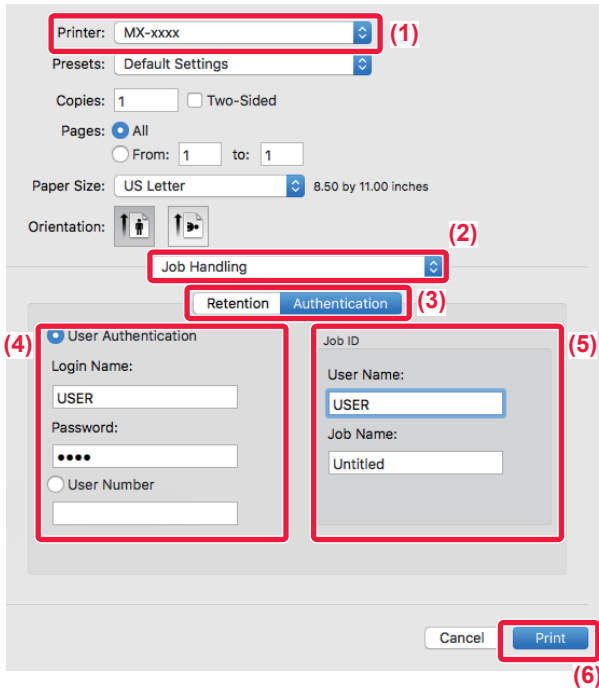 Printer: MX-xxxx (1)
Presets: Default Settings
Copies: 1 Two-Sided
Pages: All
From: 1 to: 1
Paper Size: US Letter 8.50 by 11.00 inches
Orientation:
(2)
Job Handling
Retention Authentication (3)
(4)
User Authentication
Login Name:
USER
Password:
••••
User Number
(5)
Job ID
User Name:
USER
Job Name:
Untitled
Cancel Print
(6)